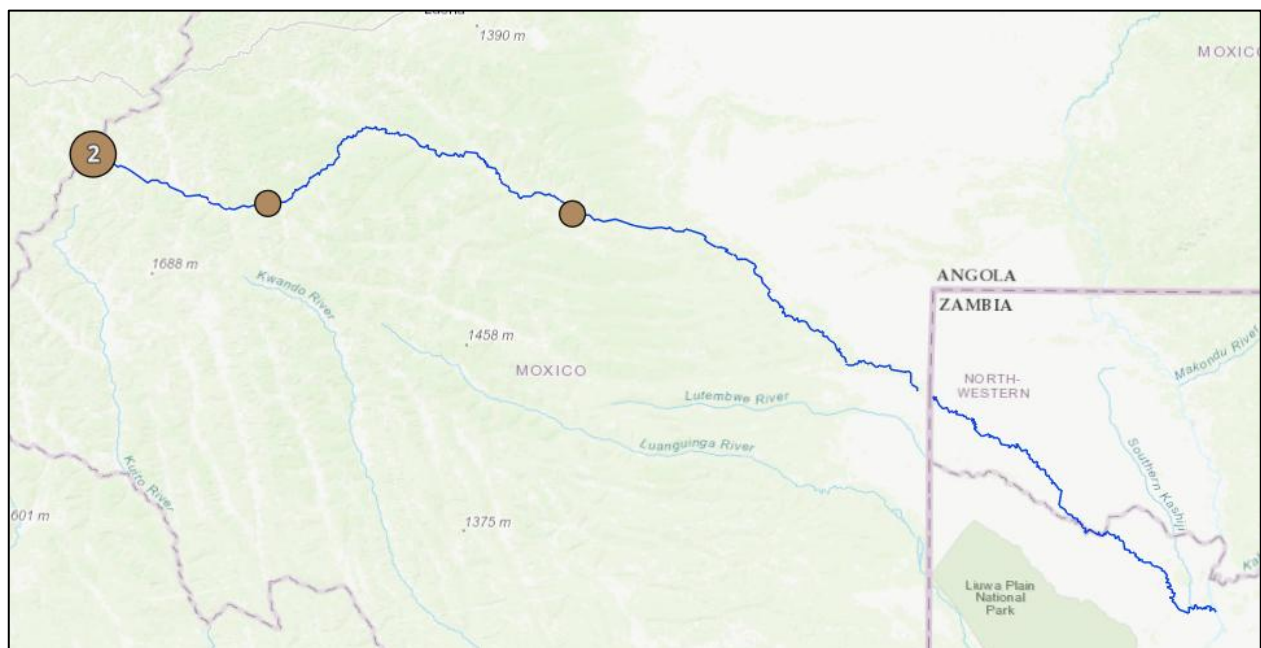 1390 m
MOXICO
2
1688 m
Kwando River
ANGOLA
ZAMBIA
Makondu River
1458 m
MOXICO
NORTH-
WESTERN
Lutembwe River
Luanguinga River
Southern Kashiji
Kuito River
601 m
1375 m
Liuwa Plain
National
Park